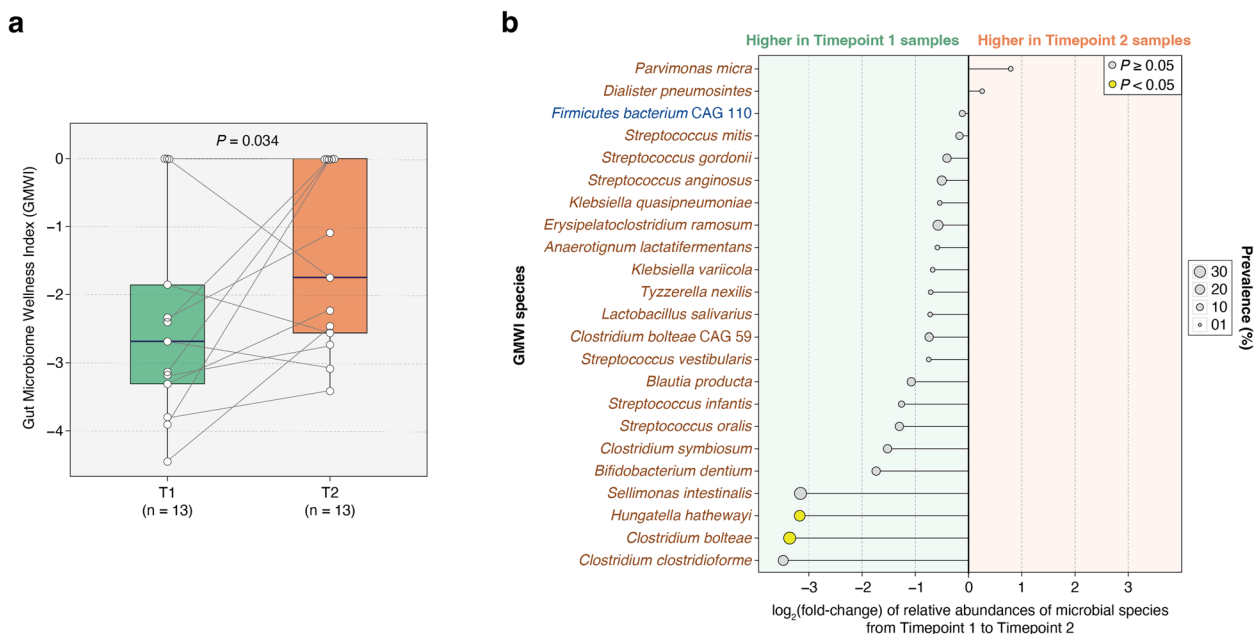 a
P = 0.034
Gut Microbiome Wellness Index (GMWI)
0
−1
−2
−3
−4
T1
(n = 13)
T2
(n = 13)
b
Higher in Timepoint 1 samples
Higher in Timepoint 2 samples
P ≥ 0.05
P < 0.05
GMWI species
Parvimonas micra
Dialister pneumosintes
Firmicutes bacterium CAG 110
Streptococcus mitis
Streptococcus gordonii
Streptococcus anginosus
Klebsiella quasipneumoniae
Erysipelatoclostridium ramosum
Anaerotignum lactatifermentans
Klebsiella variicola
Tyzzerella nexilis
Lactobacillus salivarius
Clostridium bolteae CAG 59
Streptococcus vestibularis
Blautia producta
Streptococcus infantis
Streptococcus oralis
Clostridium symbiosum
Bifidobacterium dentium
Sellimonas intestinalis
Hungatella hathewayi
Clostridium bolteae
Clostridium clostridioforme
−3
−2
−1
0
1
2
3
log₂(fold-change) of relative abundances of microbial species
from Timepoint 1 to Timepoint 2
Prevalence (%)
30
20
10
01